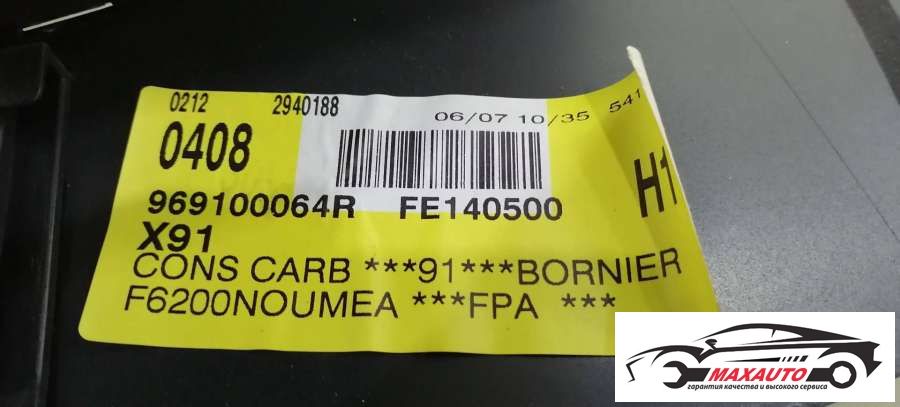 0212 2940188 06/07 10/35 541
0408
969100064R FE140500 H1
X91
CONS CARB ***91***BORNIER
F6200NOUMEA ***FPA ***
MAXAUTO
гарантия качества и высокого сервиса